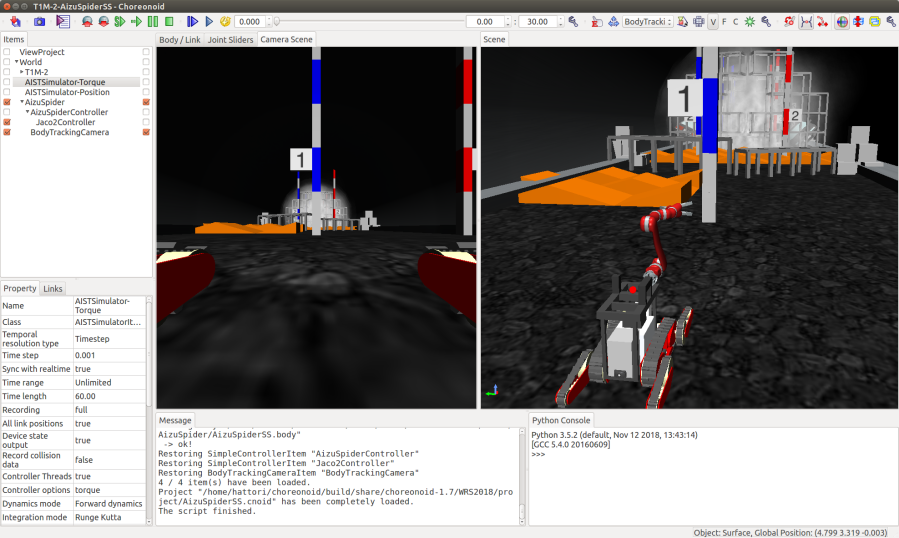 T1M-2-AizuSpiderSS - Choreonoid
0.000
0.00 : 30.00
BodyTracki
V F C
Items
ViewProject
World
T1M-2
AISTSimulator-Torque
AISTSimulator-Position
AizuSpider
AizuSpiderController
Jaco2Controller
BodyTrackingCamera
Property Links
Name AISTSimulator-Torque
Class AISTSimulatorIt...
Temporal resolution type Timestep
Time step 0.001
Sync with realtime true
Time range Unlimited
Time length 60.00
Recording full
All link positions true
Device state output true
Record collision data false
Controller Threads true
Controller options torque
Dynamics mode Forward dynamics
Integration mode Runge Kutta
Body / Link Joint Sliders Camera Scene
1
Scene
1
2
2
Message
AizuSpider/AizuSpiderSS.body"
-> ok!
Restoring SimpleControllerItem "AizuSpiderController"
Restoring SimpleControllerItem "Jaco2Controller"
Restoring BodyTrackingCameraItem "BodyTrackingCamera"
4 / 4 item(s) have been loaded.
Project "/home/hattori/choreonoid/build/share/choreonoid-1.7/WRS2018/pro
ject/AizuSpiderSS.cnoid" has been completely loaded.
The script finished.
Python Console
Python 3.5.2 (default, Nov 12 2018, 13:43:14)
[GCC 5.4.0 20160609]
>>>
Object: Surface, Global Position: (4.799 3.319 -0.003)